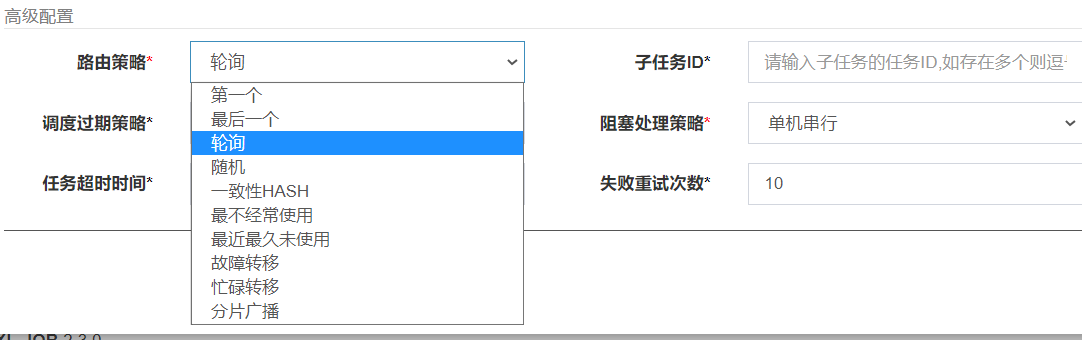 高级配置
路由策略* 轮询 子任务ID* 请输入子任务的任务ID,如存在多个则逗
第一个
最后一个
调度过期策略* 阻塞处理策略* 单机串行
轮询
随机
任务超时时间* 失败重试次数* 10
一致性HASH
最不经常使用
最近最久未使用
故障转移
忙碌转移
分片广播